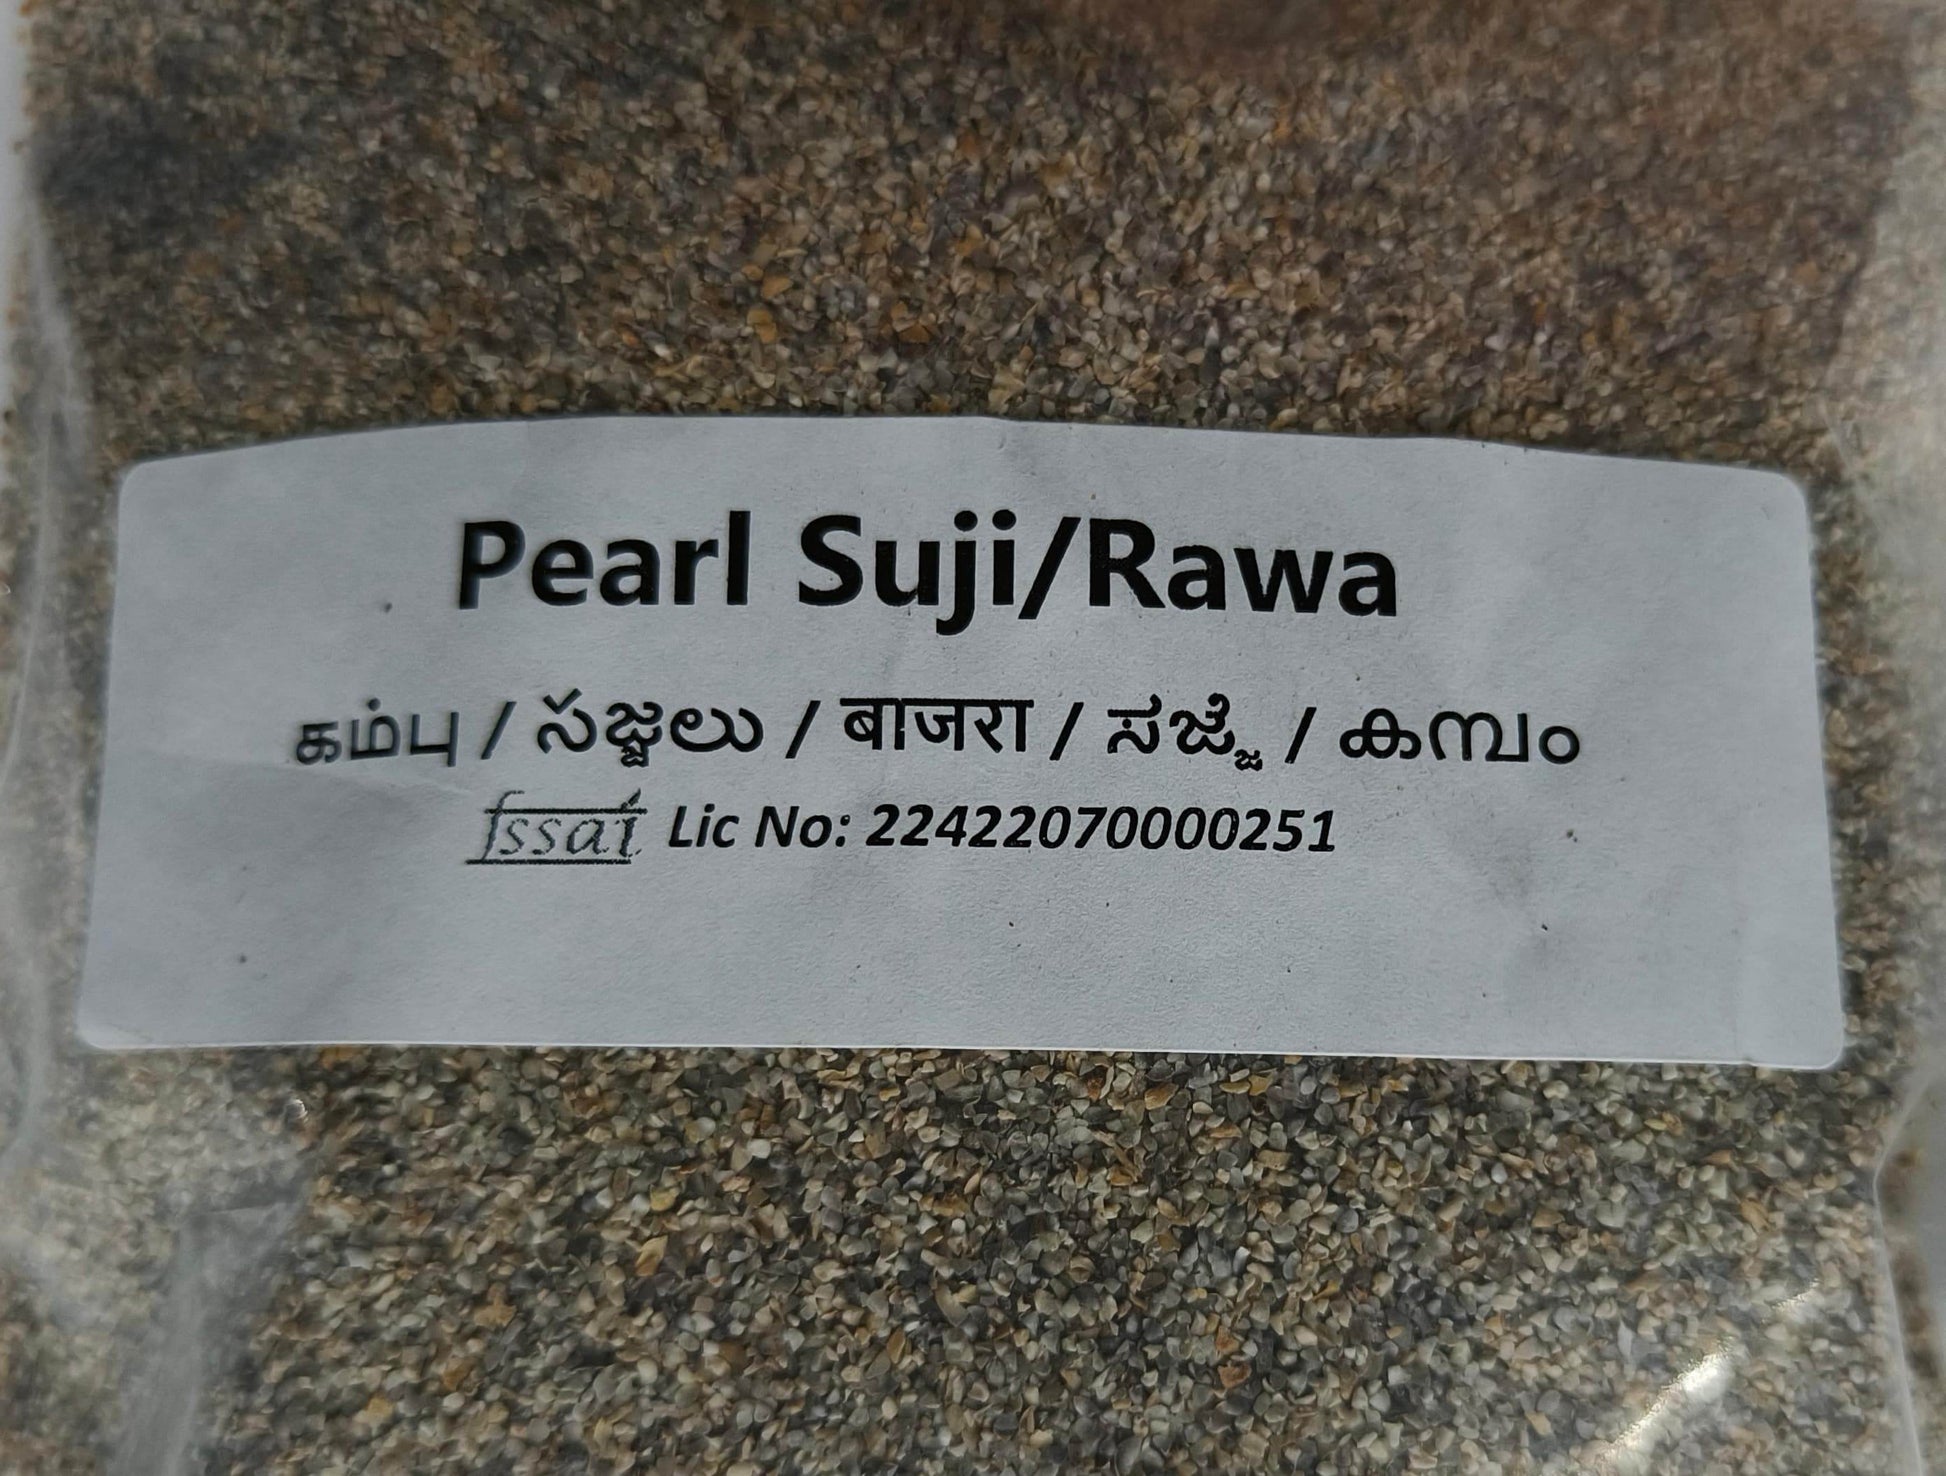 Pearl Suji/Rawa
கம்பு / సజ్జలు / बाजरा / ಸಜ್ಜೆ / കമ്പം
fssai Lic No: 22422070000251